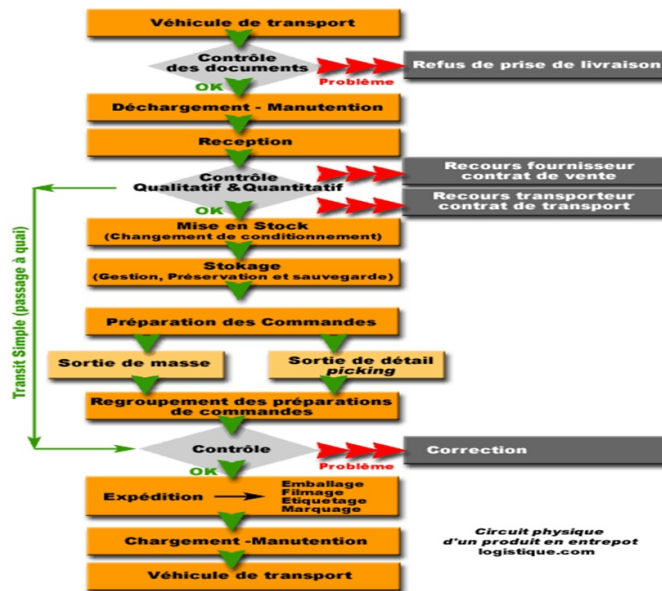 Véhicule de transport
Contrôle
des documents
Problème
Refus de prise de livraison
OK
Déchargement - Manutention
Reception
Contrôle
Qualitatif &Quantitatif
Recours fournisseur
contrat de vente
Recours transporteur
contrat de transport
OK
Mise en Stock
(Changement de conditionnement)
Stokage
(Gestion, Préservation et sauvegarde)
Transit Simple (passage à quai)
Préparation des Commandes
Sortie de masse
Sortie de détail
picking
Regroupement des préparations
de commandes
Contrôle
Problème
Correction
OK
Expédition
Emballage
Filmage
Etiquetage
Marquage
Chargement -Manutention
Véhicule de transport
Circuit physique
d'un produit en entrepot
logistique.com